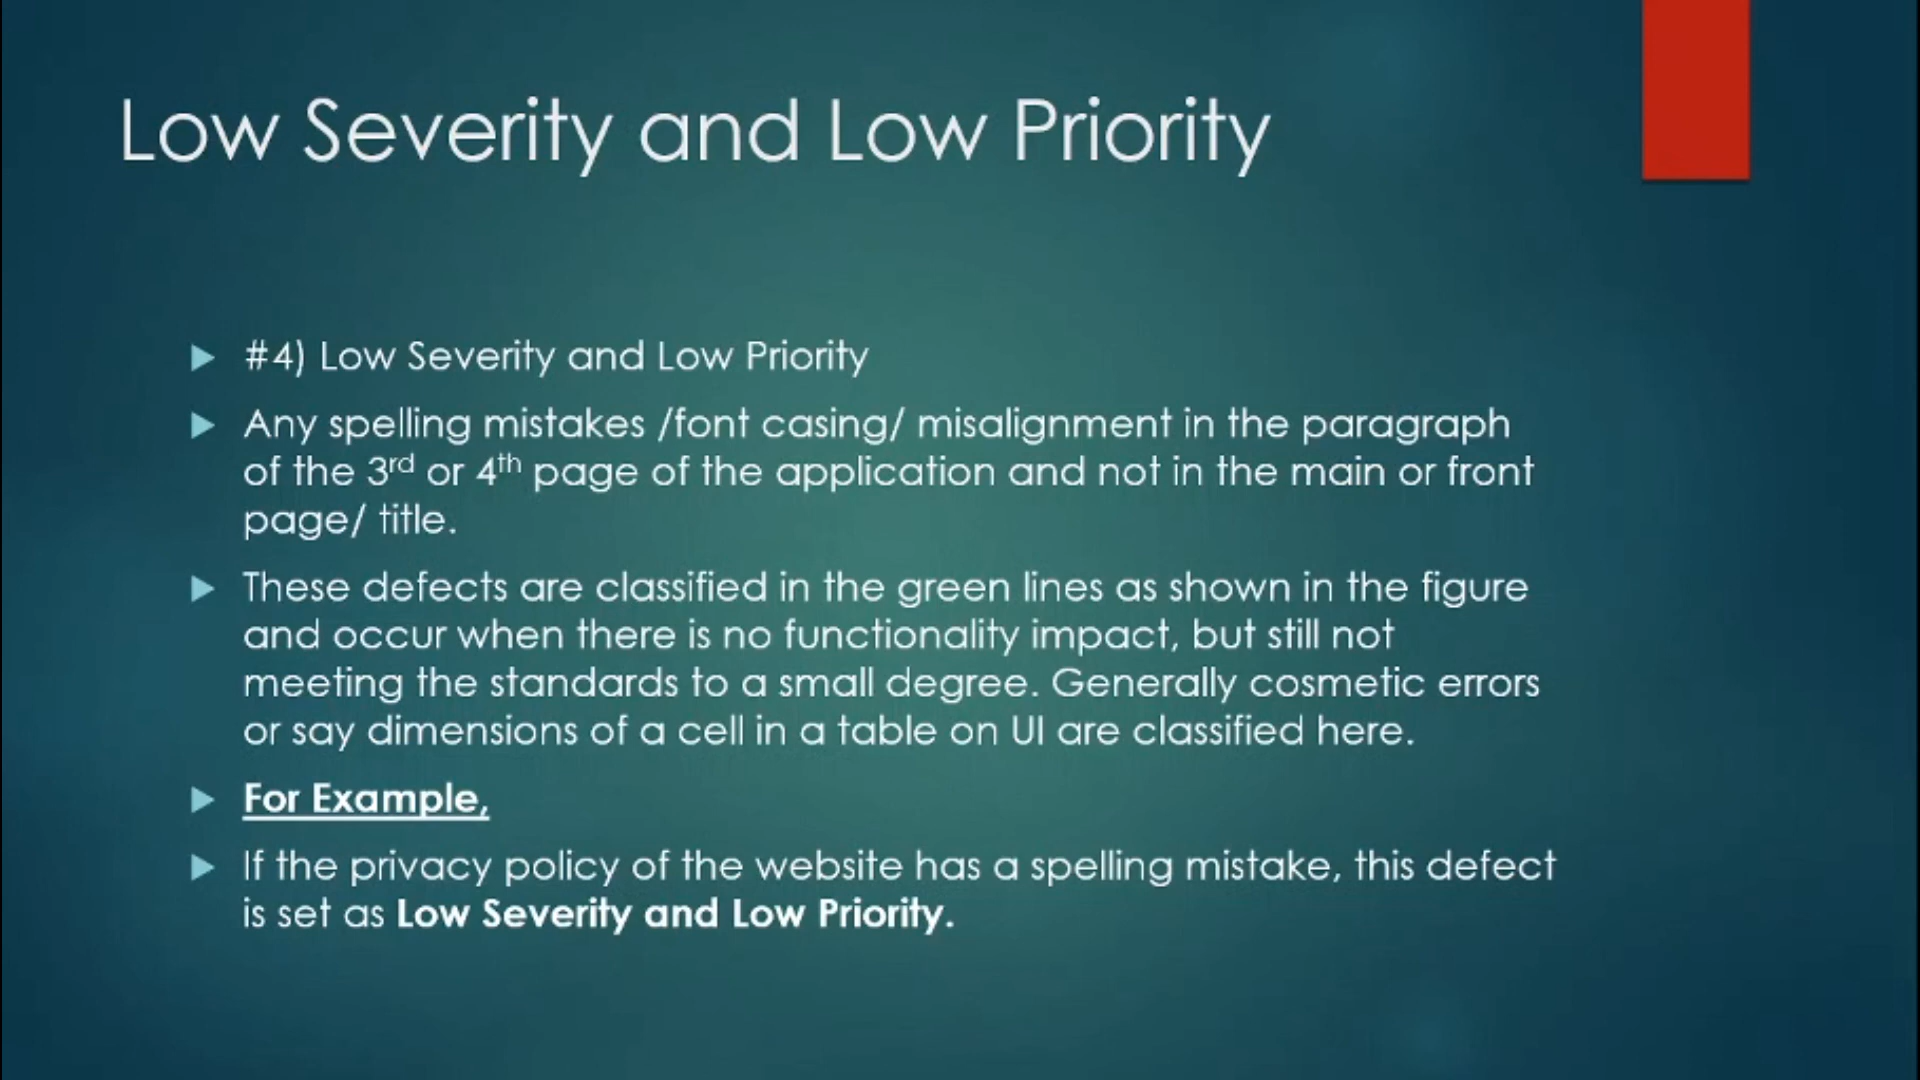 Low Severity and Low Priority
#4) Low Severity and Low Priority
Any spelling mistakes /font casing/ misalignment in the paragraph
of the 3rd or 4th page of the application and not in the main or front
page/ title.
These defects are classified in the green lines as shown in the figure
and occur when there is no functionality impact, but still not
meeting the standards to a small degree. Generally cosmetic errors
or say dimensions of a cell in a table on UI are classified here.
For Example,
If the privacy policy of the website has a spelling mistake, this defect
is set as Low Severity and Low Priority.